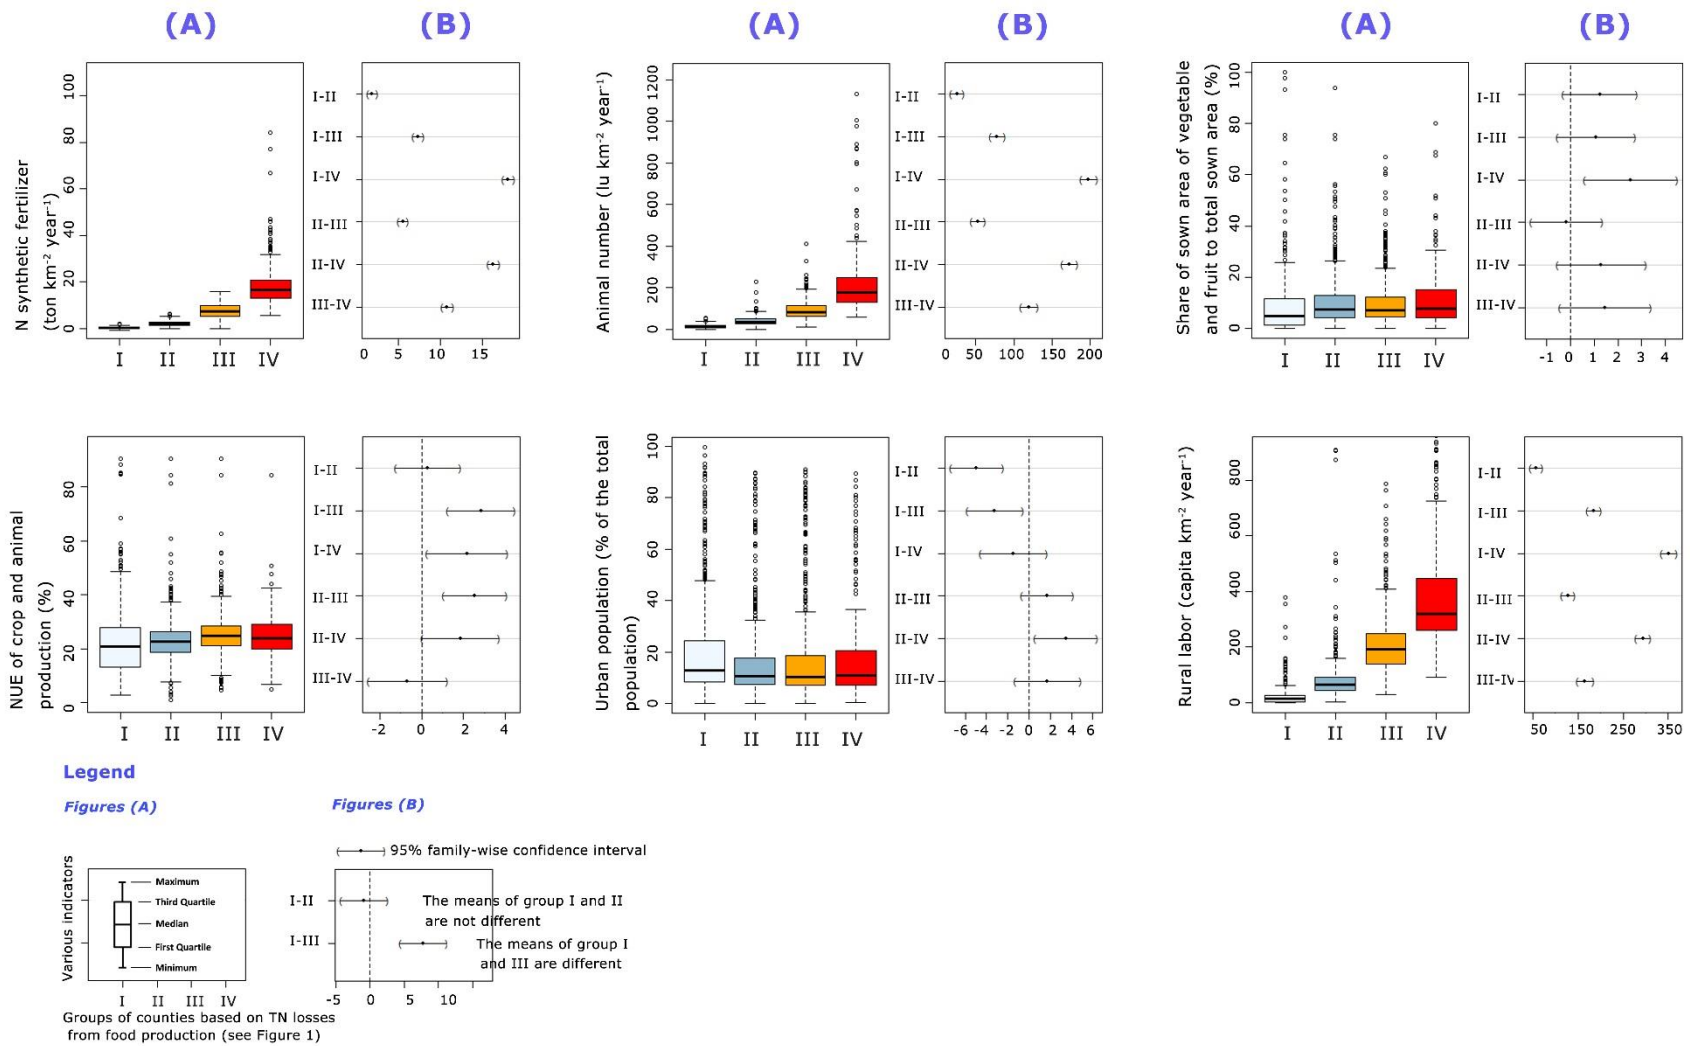 (A)
(B)
(A)
(B)
(A)
(B)
N synthetic fertilizer
(ton km⁻² year⁻¹)
0
20
40
60
80
100
I
II
III
IV
I-II
I-III
I-IV
II-III
II-IV
III-IV
0
5
10
15
Animal number (lu km⁻² year⁻¹)
0
200
400
600
800
1000
1200
I
II
III
IV
I-II
I-III
I-IV
II-III
II-IV
III-IV
0
50
100
150
200
Share of sown area of vegetable
and fruit to total sown area (%)
0
20
40
60
80
100
I
II
III
IV
I-II
I-III
I-IV
II-III
II-IV
III-IV
-1
0
1
2
3
4
NUE of crop and animal
production (%)
0
20
40
60
80
I
II
III
IV
I-II
I-III
I-IV
II-III
II-IV
III-IV
-2
0
2
4
Urban population (% of the total
population)
0
20
40
60
80
100
I
II
III
IV
I-II
I-III
I-IV
II-III
II-IV
III-IV
-6
-4
-2
0
2
4
6
Rural labor (capita km⁻² year⁻¹)
0
200
400
600
800
I
II
III
IV
I-II
I-III
I-IV
II-III
II-IV
III-IV
50
150
250
350
Legend
Figures (A)
Various indicators
Maximum
Third Quartile
Median
First Quartile
Minimum
I
II
III
IV
Groups of counties based on TN losses
from food production (see Figure 1)
Figures (B)
95% family-wise confidence interval
I-II
The means of group I and II
are not different
I-III
The means of group I
and III are different
-5
0
5
10